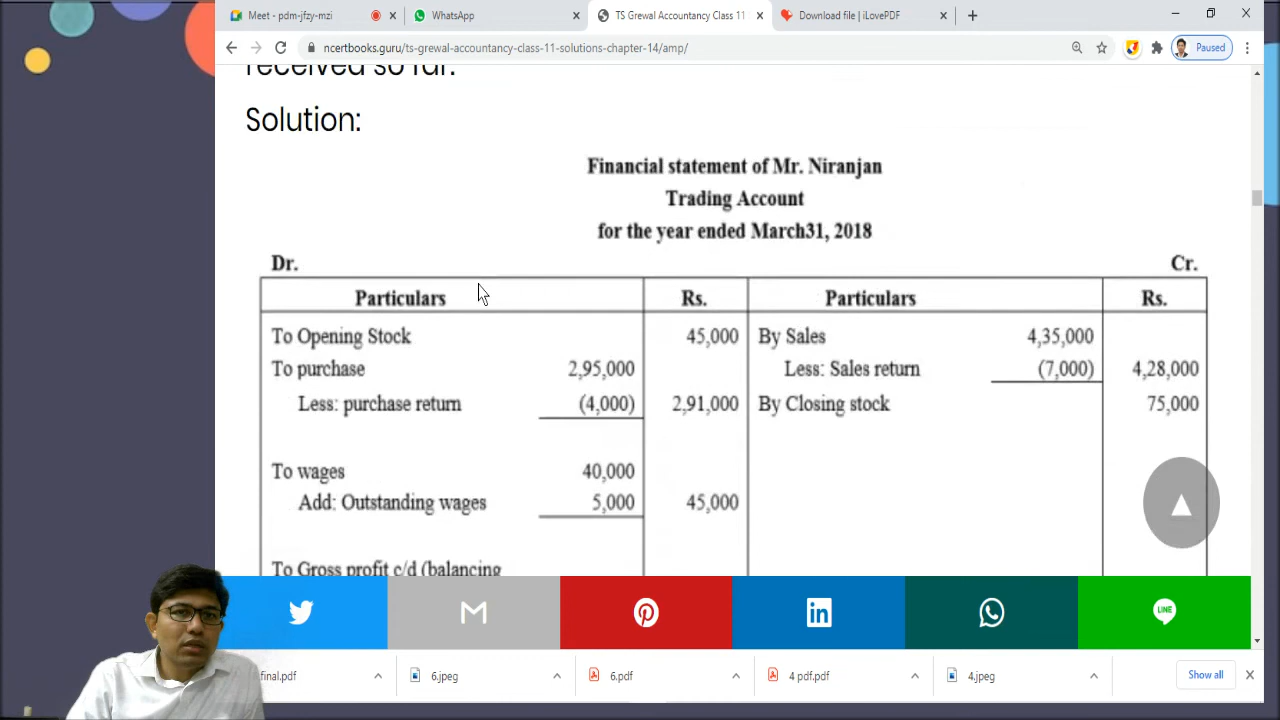 Meet - pdm-jfzy-mzi
WhatsApp
TS Grewal Accountancy Class 11
Download file | iLovePDF
ncertbooks.guru/ts-grewal-accountancy-class-11-solutions-chapter-14/amp/
Paused
received so far.
Solution:
Financial statement of Mr. Niranjan
Trading Account
for the year ended March31, 2018
Dr. Cr.
Particulars Rs. Particulars Rs.
To Opening Stock 45,000 By Sales 4,35,000
To purchase 2,95,000 Less: Sales return (7,000) 4,28,000
Less: purchase return (4,000) 2,91,000 By Closing stock 75,000
To wages 40,000
Add: Outstanding wages 5,000 45,000
To Gross profit c/d (balancing
LINE
final.pdf 6.jpeg 6.pdf 4 pdf.pdf 4.jpeg Show all